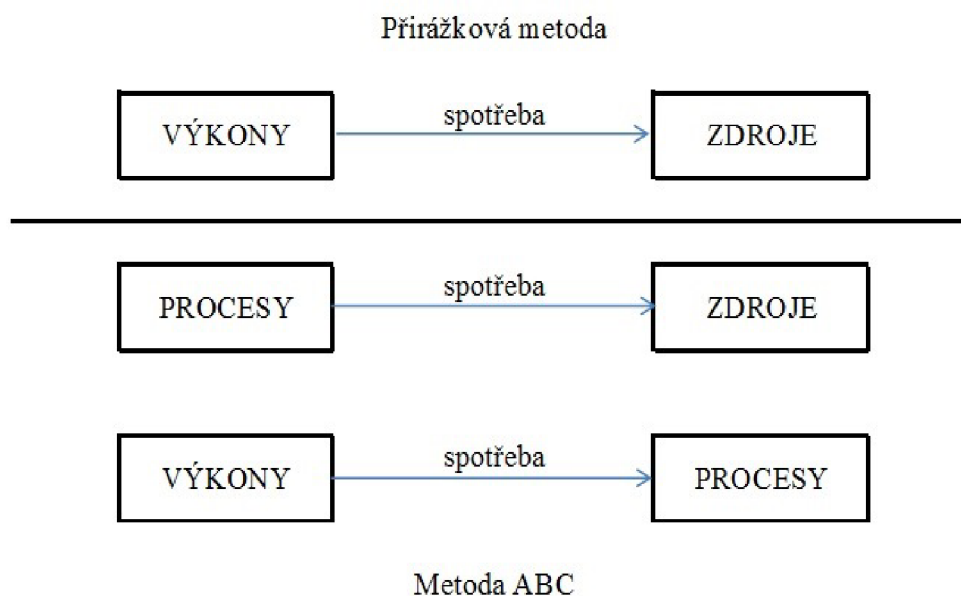 Přirážková metoda
VÝKONY spotřeba ZDROJE
PROCESY spotřeba ZDROJE
VÝKONY spotřeba PROCESY
Metoda ABC